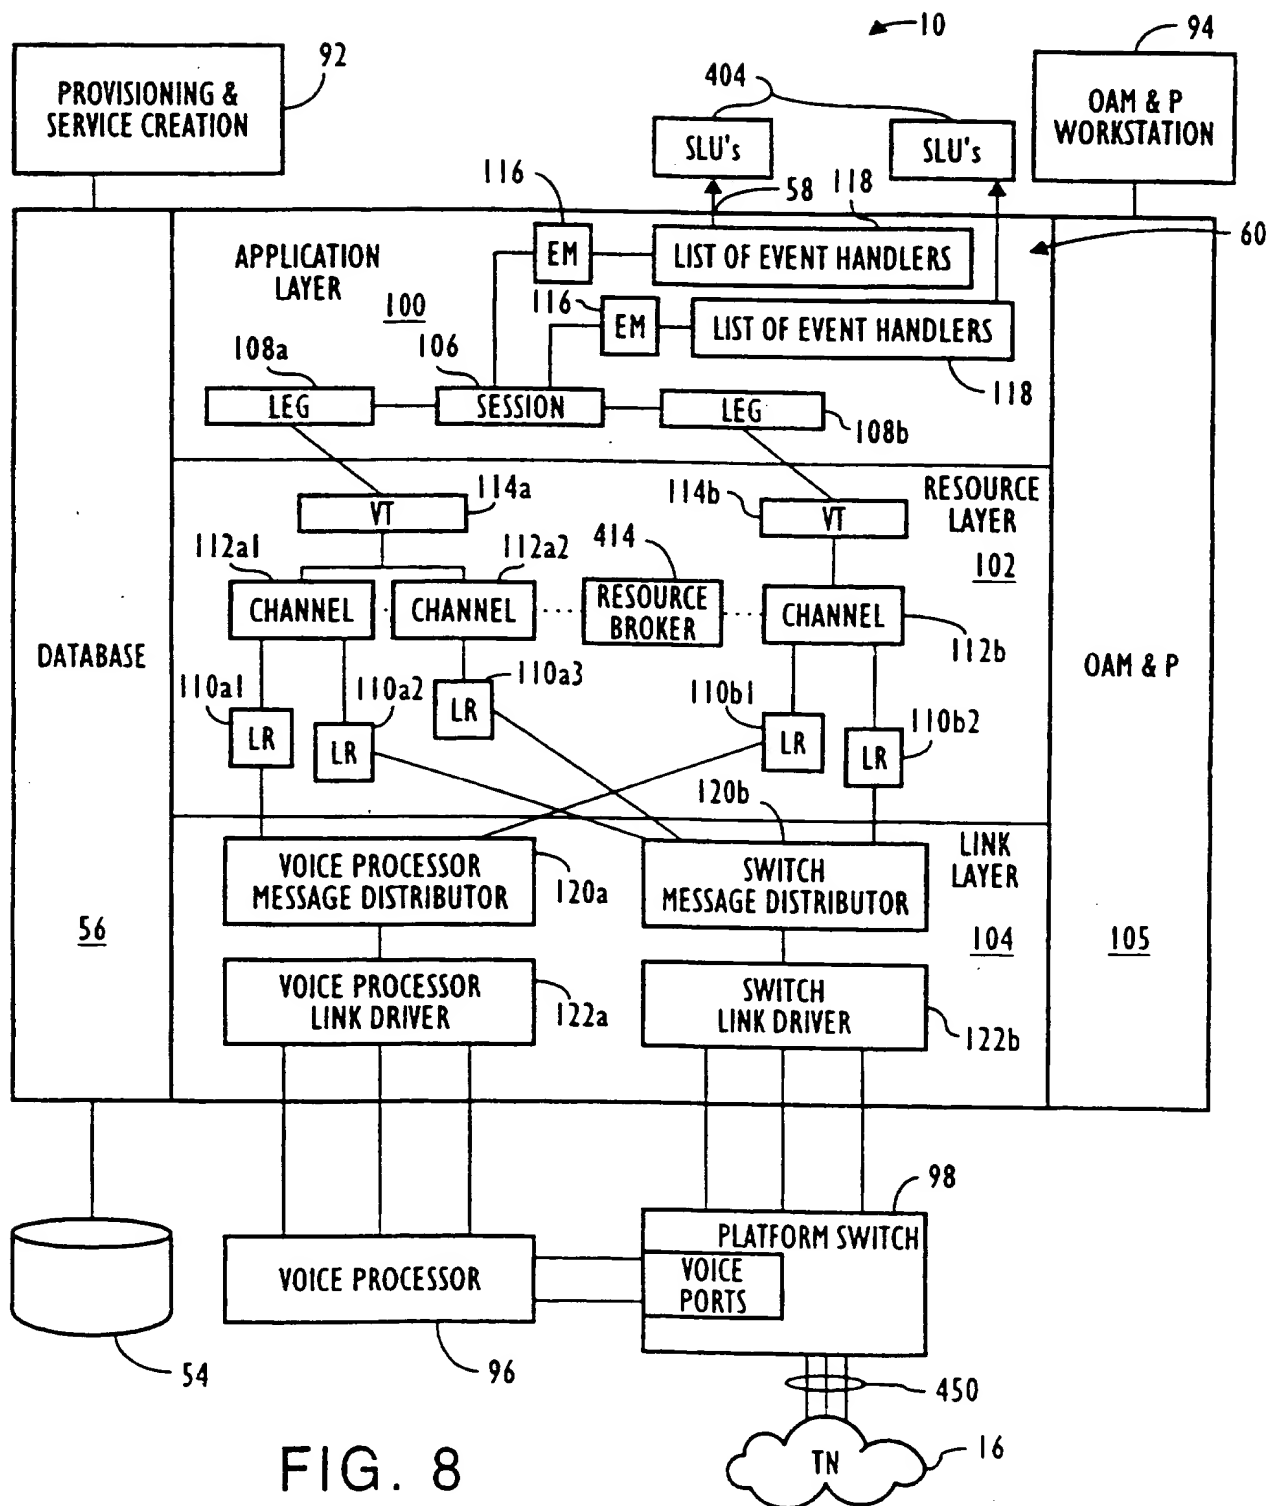 10
92
94
PROVISIONING &
SERVICE CREATION
404
OAM & P
WORKSTATION
SLU's
SLU's
116
58
118
60
APPLICATION
LAYER
100
EM
LIST OF EVENT HANDLERS
116
EM
LIST OF EVENT HANDLERS
118
108a
106
LEG
SESSION
LEG
108b
114a
VT
114b
VT
RESOURCE
LAYER
102
112a1
112a2
414
CHANNEL
CHANNEL
RESOURCE
BROKER
CHANNEL
112b
DATABASE
OAM & P
110a1
LR
110a2
LR
110a3
LR
110b1
LR
110b2
LR
120b
VOICE PROCESSOR
MESSAGE DISTRIBUTOR
120a
SWITCH
MESSAGE DISTRIBUTOR
LINK
LAYER
56
104
105
VOICE PROCESSOR
LINK DRIVER
122a
SWITCH
LINK DRIVER
122b
98
PLATFORM SWITCH
VOICE PROCESSOR
VOICE
PORTS
54
96
450
TN
16
FIG. 8